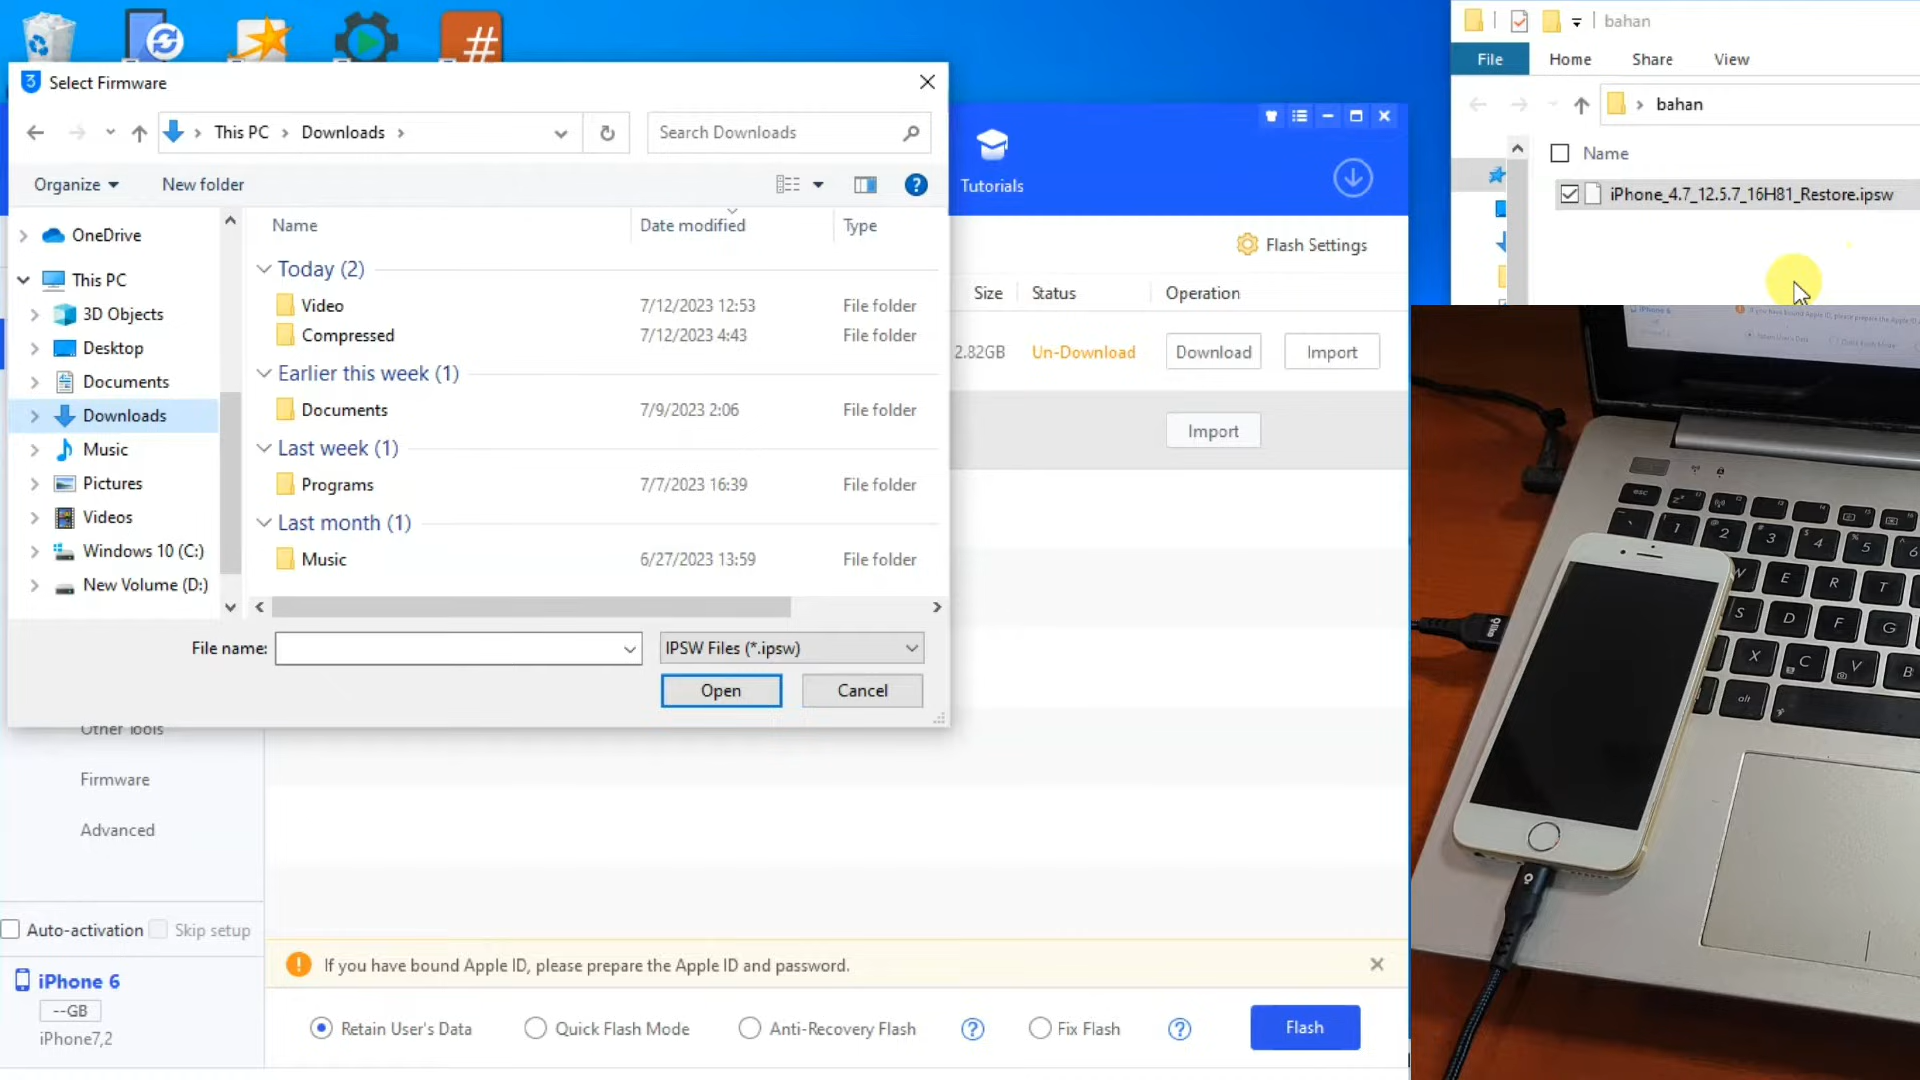 Select Firmware
This PC
Downloads
Search Downloads
Organize
New folder
Name
Date modified
Type
OneDrive
This PC
3D Objects
Desktop
Documents
Downloads
Music
Pictures
Videos
Windows 10 (C:)
New Volume (D:)
Today (2)
Video 7/12/2023 12:53 File folder
Compressed 7/12/2023 4:43 File folder
Earlier this week (1)
Documents 7/9/2023 2:06 File folder
Last week (1)
Programs 7/7/2023 16:39 File folder
Last month (1)
Music 6/27/2023 13:59 File folder
File name:
IPSW Files (*.ipsw)
Open
Cancel
Tutorials
Flash Settings
Size
Status
Operation
2.82GB
Un-Download
Download
Import
Import
Other Tools
Firmware
Advanced
Auto-activation
Skip setup
iPhone 6
--GB
iPhone7,2
If you have bound Apple ID, please prepare the Apple ID and password.
Retain User's Data
Quick Flash Mode
Anti-Recovery Flash
Fix Flash
Flash
bahan
File
Home
Share
View
bahan
Name
iPhone_4.7_12.5.7_16H81_Restore.ipsw
esc
alt